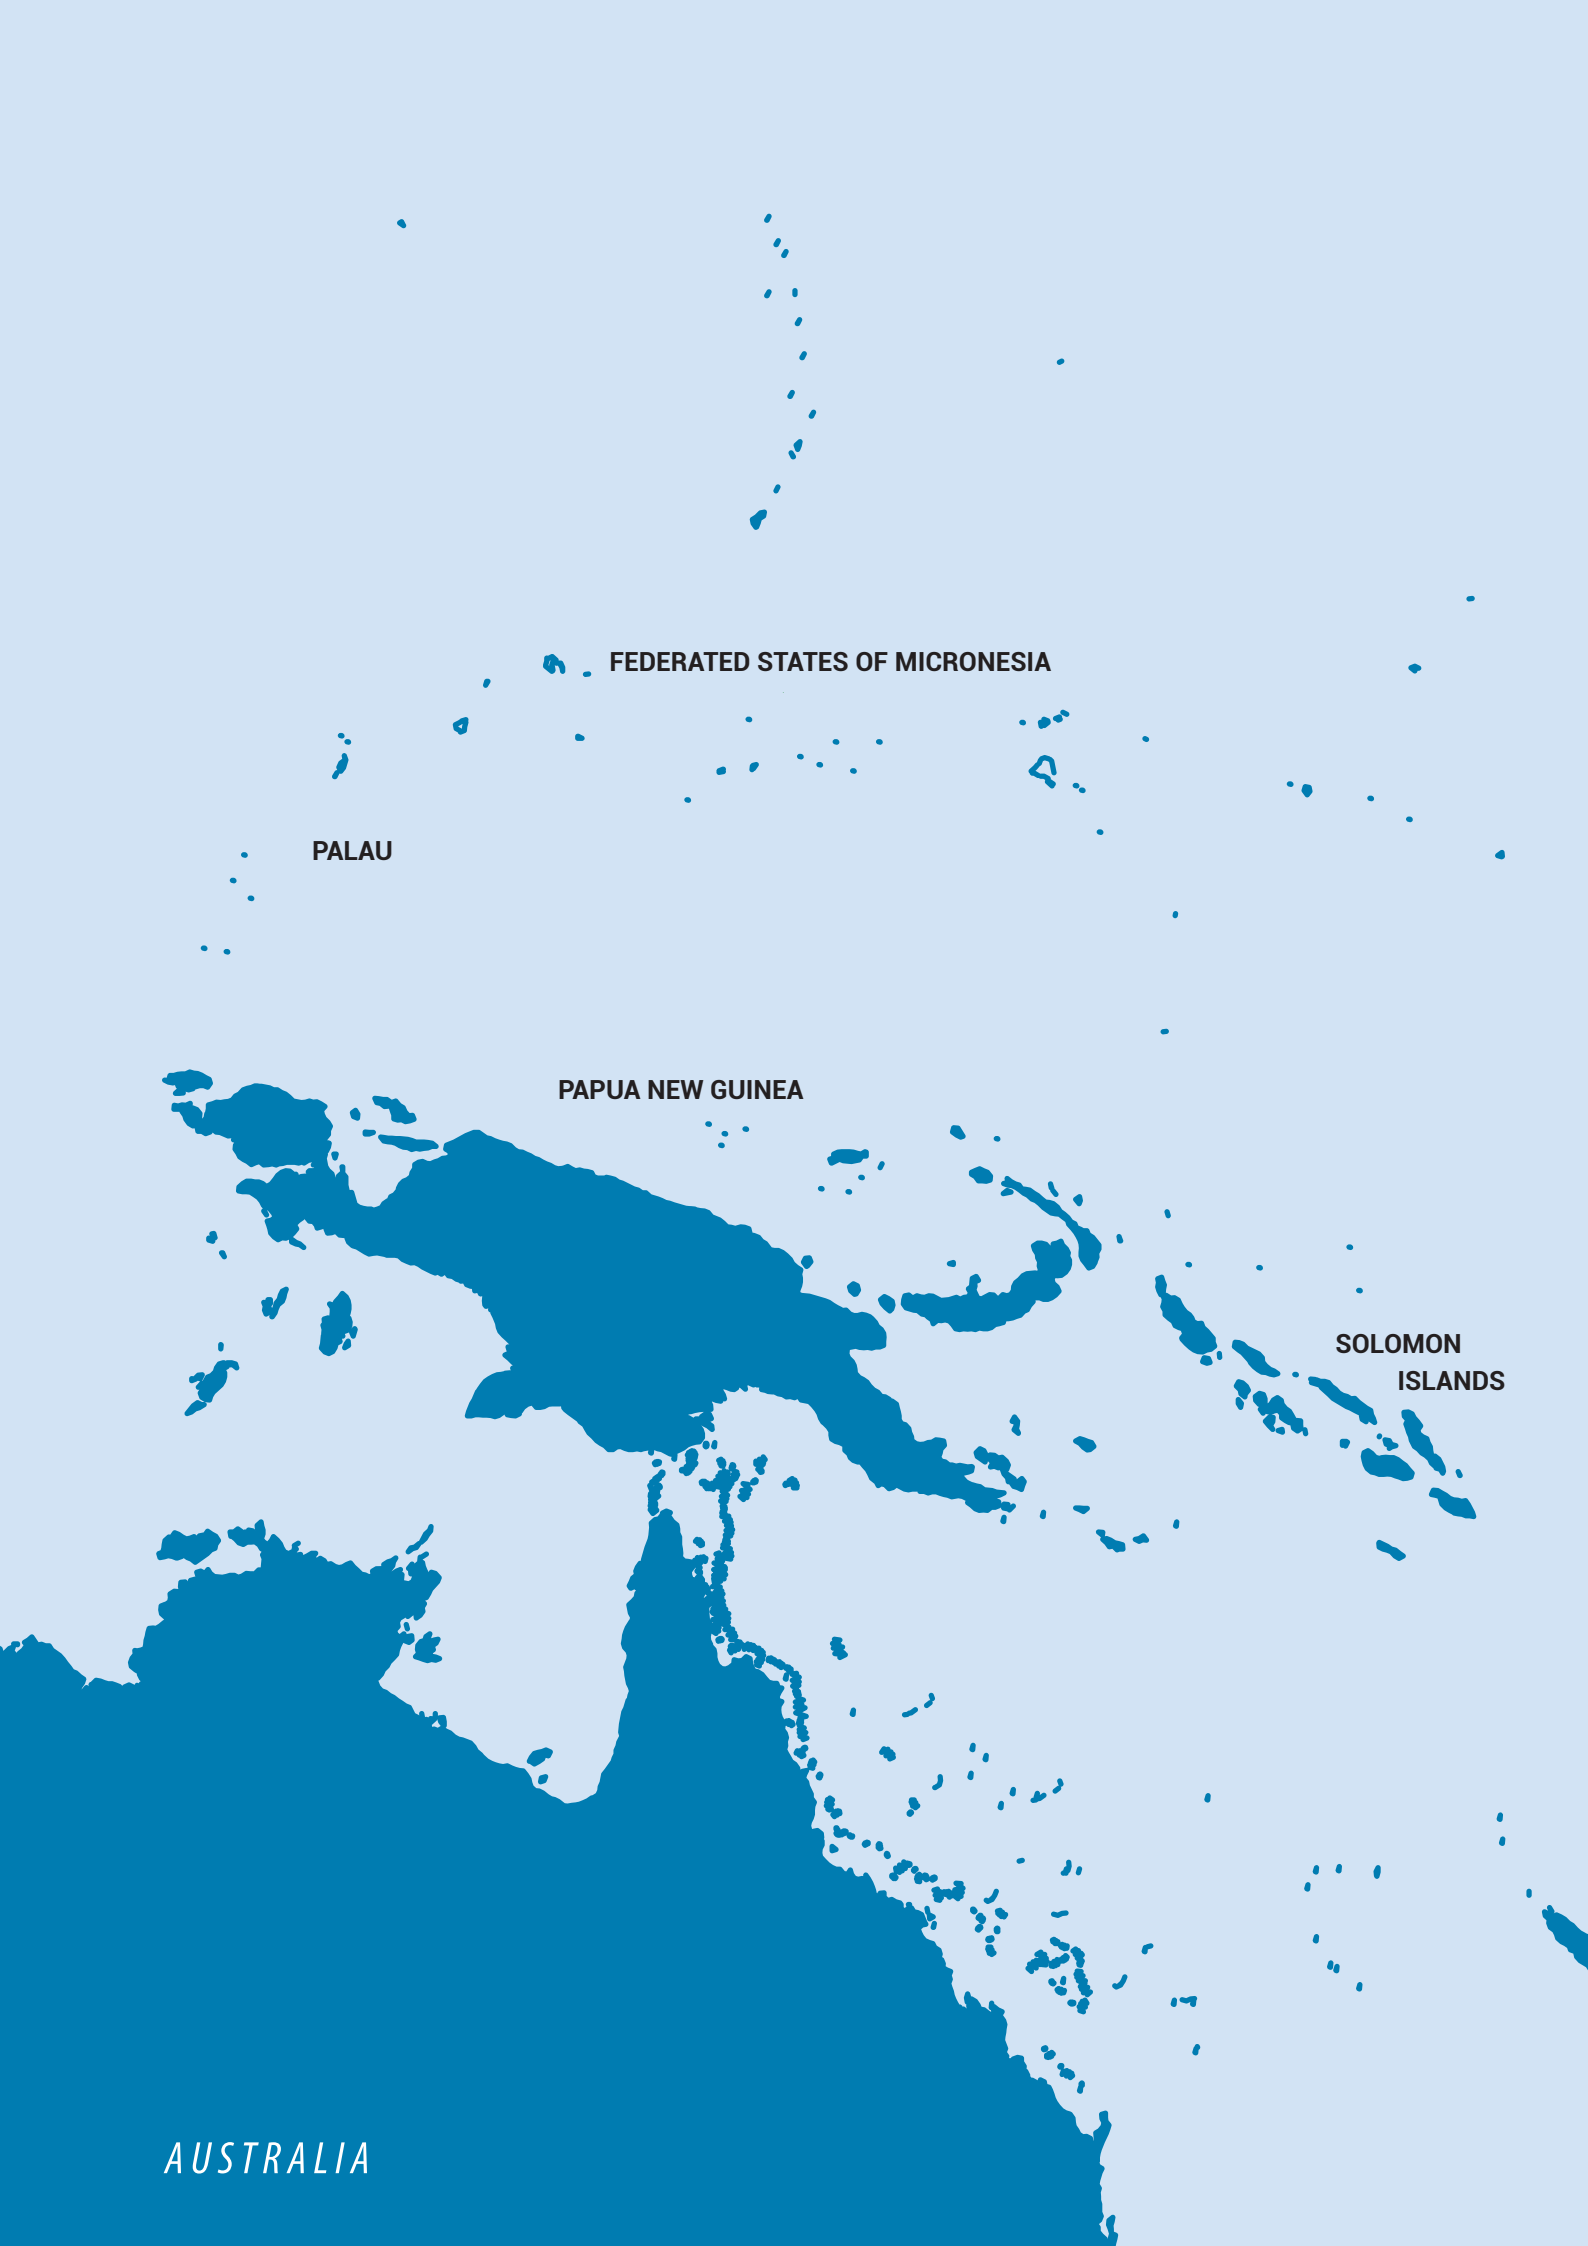 FEDERATED STATES OF MICRONESIA
PALAU
PAPUA NEW GUINEA
SOLOMON
ISLANDS
AUSTRALIA